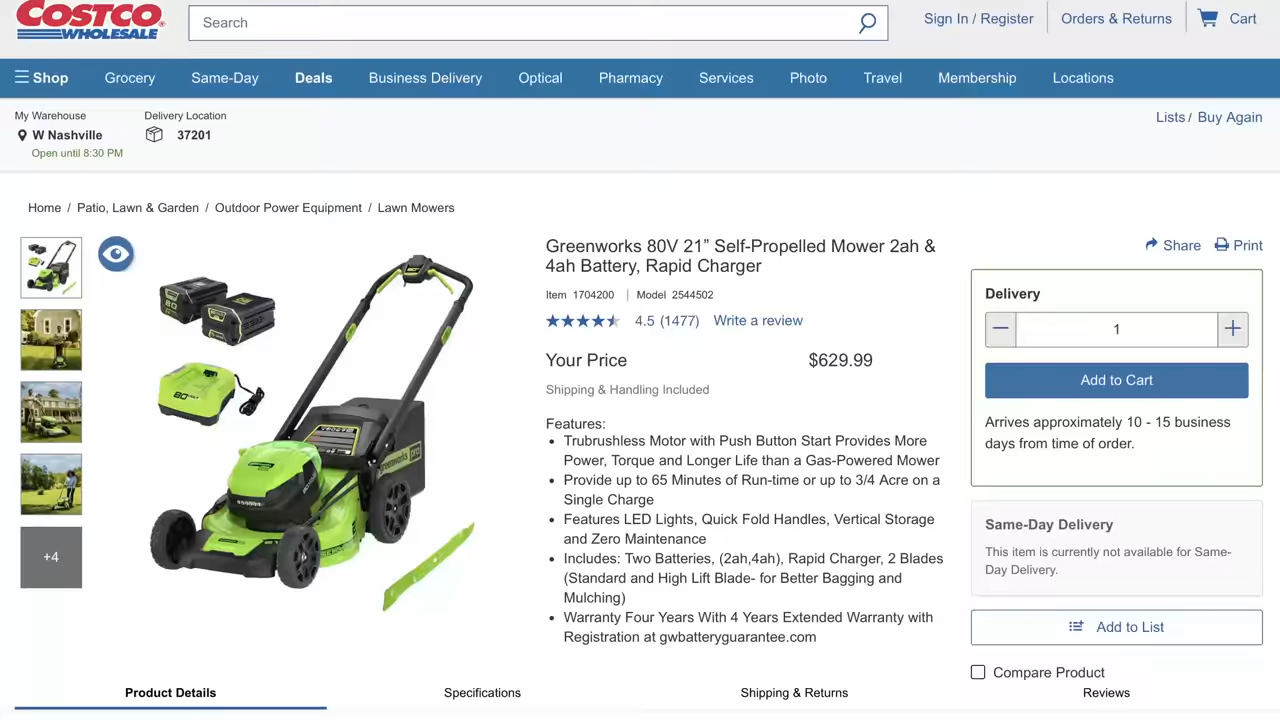 COSTCO
WHOLESALE
Search
Sign In / Register
Orders & Returns
Cart
Shop
Grocery
Same-Day
Deals
Business Delivery
Optical
Pharmacy
Services
Photo
Travel
Membership
Locations
My Warehouse
W Nashville
Open until 8:30 PM
Delivery Location
37201
Lists / Buy Again
Home / Patio, Lawn & Garden / Outdoor Power Equipment / Lawn Mowers
+4
80
80VOLT
greenworks pro
Greenworks 80V 21” Self-Propelled Mower 2ah &
4ah Battery, Rapid Charger
Item 1704200 | Model 2544502
4.5 (1477) Write a review
Your Price $629.99
Shipping & Handling Included
Features:
• Trubrushless Motor with Push Button Start Provides More
Power, Torque and Longer Life than a Gas-Powered Mower
• Provide up to 65 Minutes of Run-time or up to 3/4 Acre on a
Single Charge
• Features LED Lights, Quick Fold Handles, Vertical Storage
and Zero Maintenance
• Includes: Two Batteries, (2ah,4ah), Rapid Charger, 2 Blades
(Standard and High Lift Blade- for Better Bagging and
Mulching)
• Warranty Four Years With 4 Years Extended Warranty with
Registration at gwbatteryguarantee.com
Share
Print
Delivery
1
Add to Cart
Arrives approximately 10 - 15 business
days from time of order.
Same-Day Delivery
This item is currently not available for Same-
Day Delivery.
Add to List
Compare Product
Product Details
Specifications
Shipping & Returns
Reviews